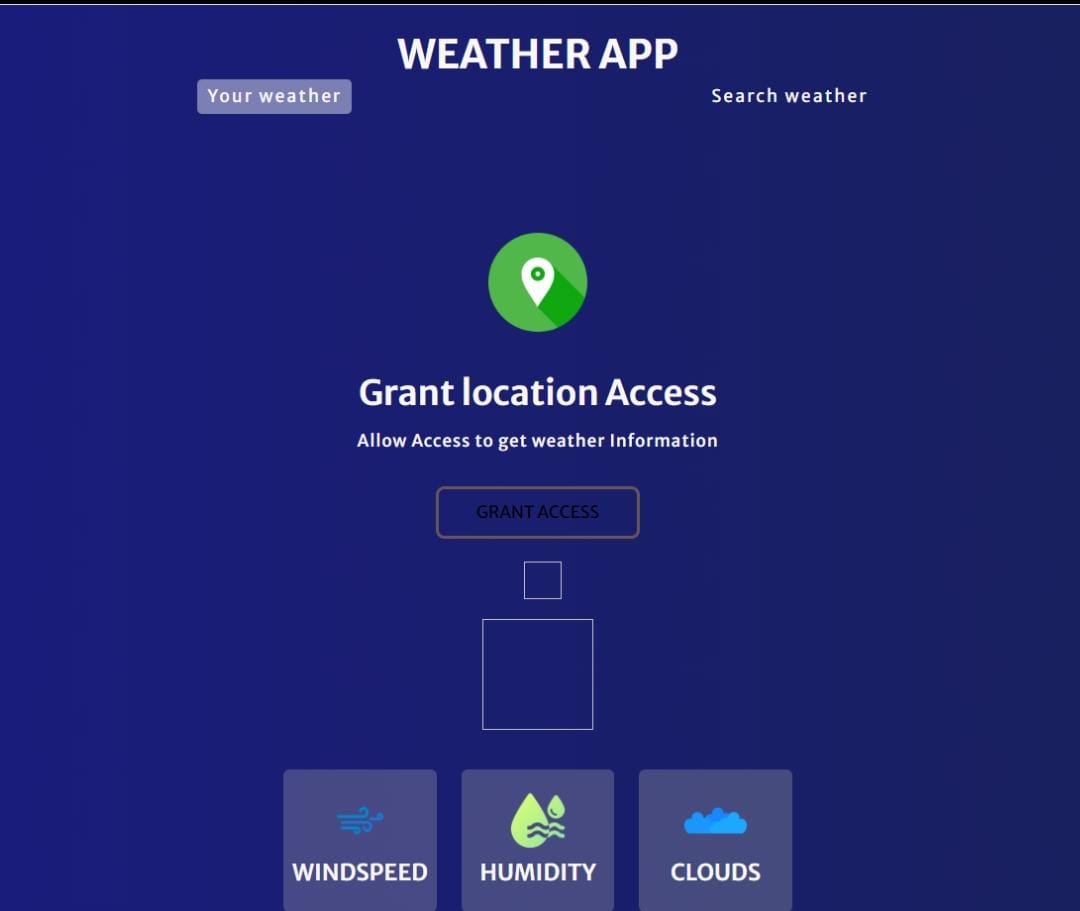 WEATHER APP
Your weather
Search weather
Grant location Access
Allow Access to get weather Information
GRANT ACCESS
WINDSPEED
HUMIDITY
CLOUDS